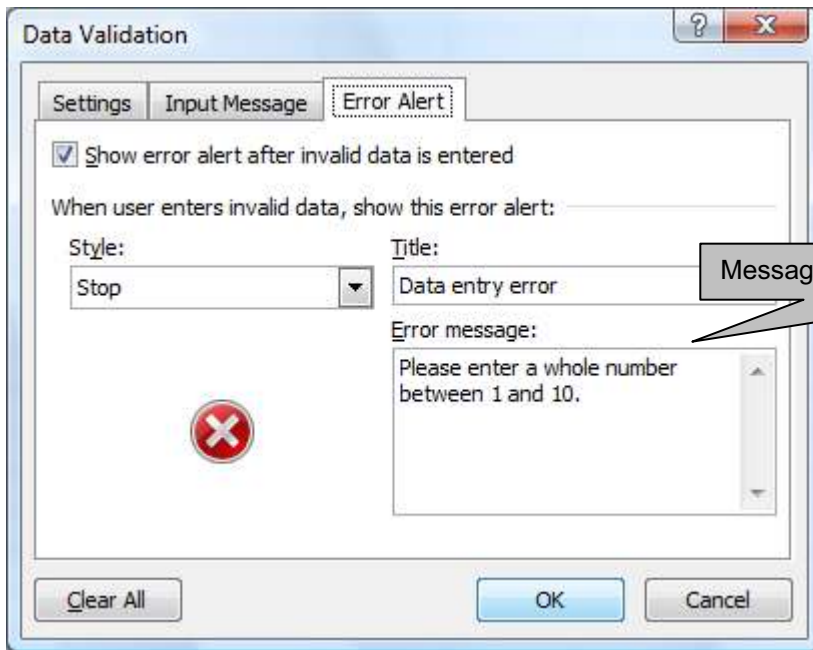 Data Validation
?
Settings Input Message Error Alert
Show error alert after invalid data is entered
When user enters invalid data, show this error alert:
Style: Title:
Stop Data entry error
Error message:
Please enter a whole number
between 1 and 10.
Clear All OK Cancel